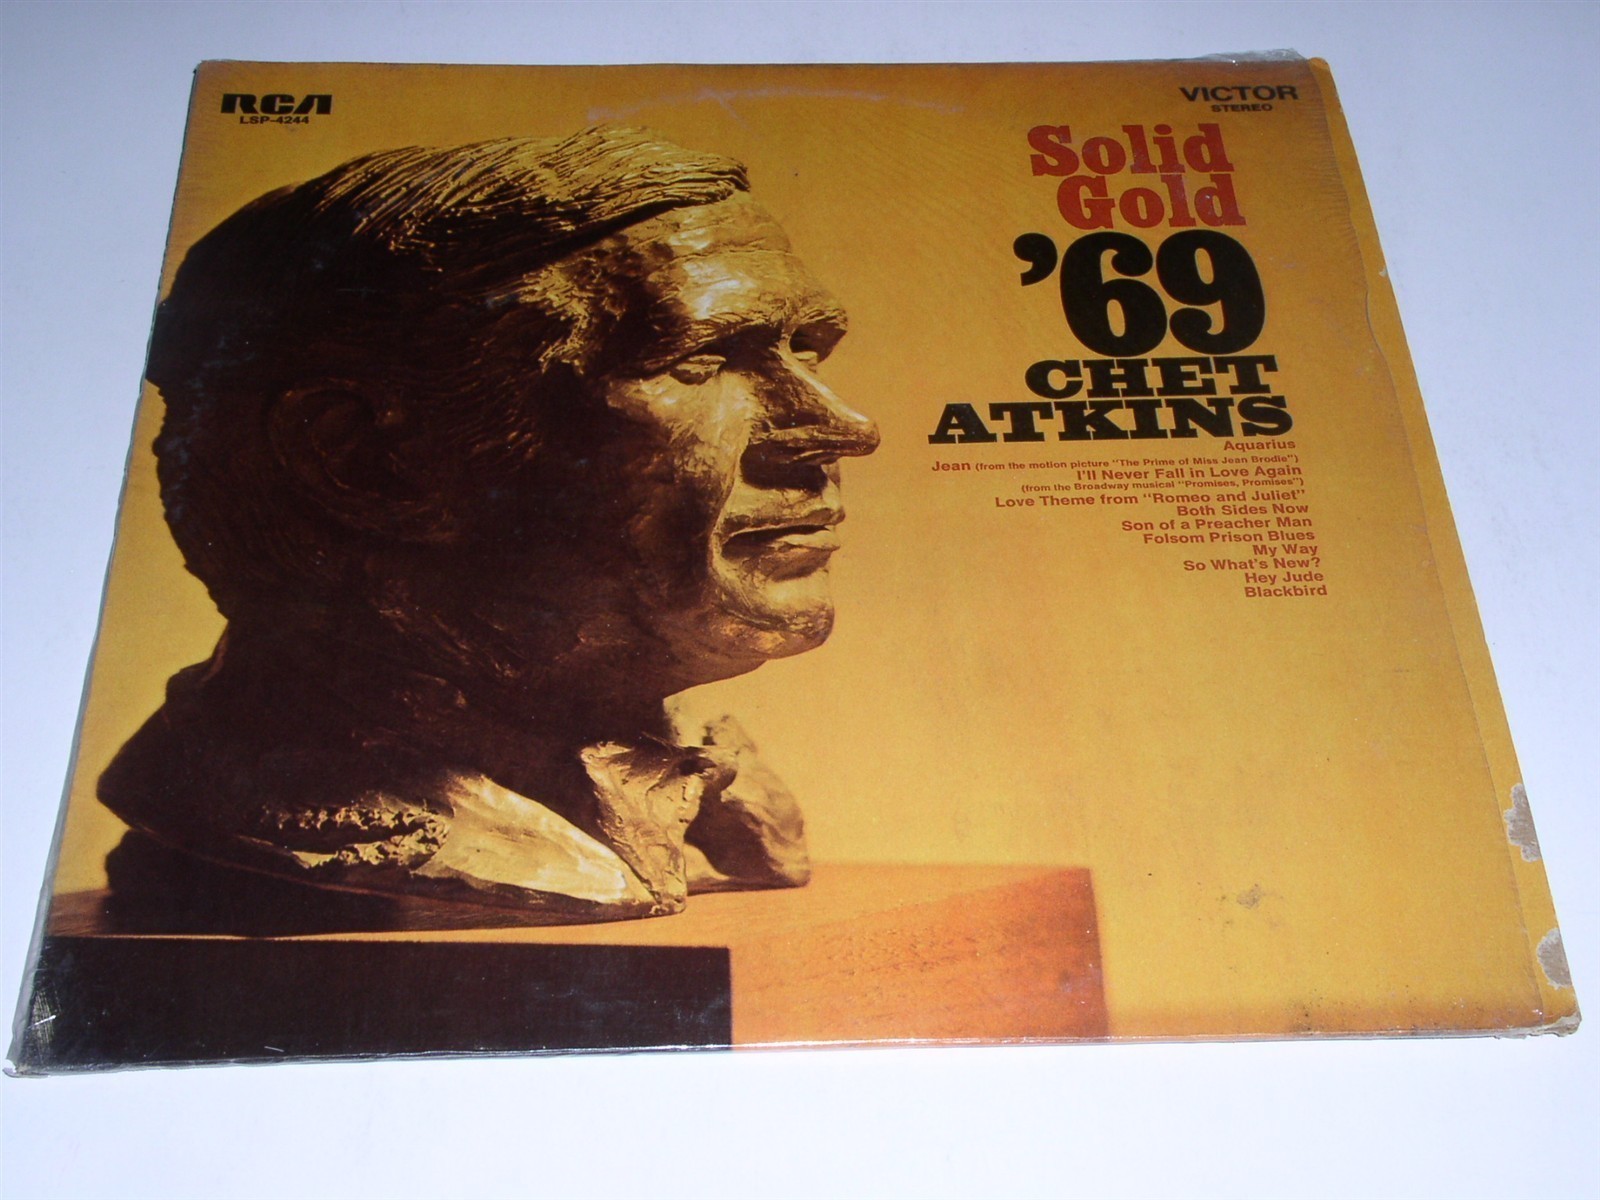 RCA
LSP-4244
VICTOR
STEREO
Solid
Gold
'69
CHET
ATKINS
Aquarius
Jean (from the motion picture "The Prime of Miss Jean Brodie")
I'll Never Fall in Love Again
(from the Broadway musical "Promises, Promises")
Love Theme from "Romeo and Juliet"
Both Sides Now
Son of a Preacher Man
Folsom Prison Blues
My Way
So What's New?
Hey Jude
Blackbird